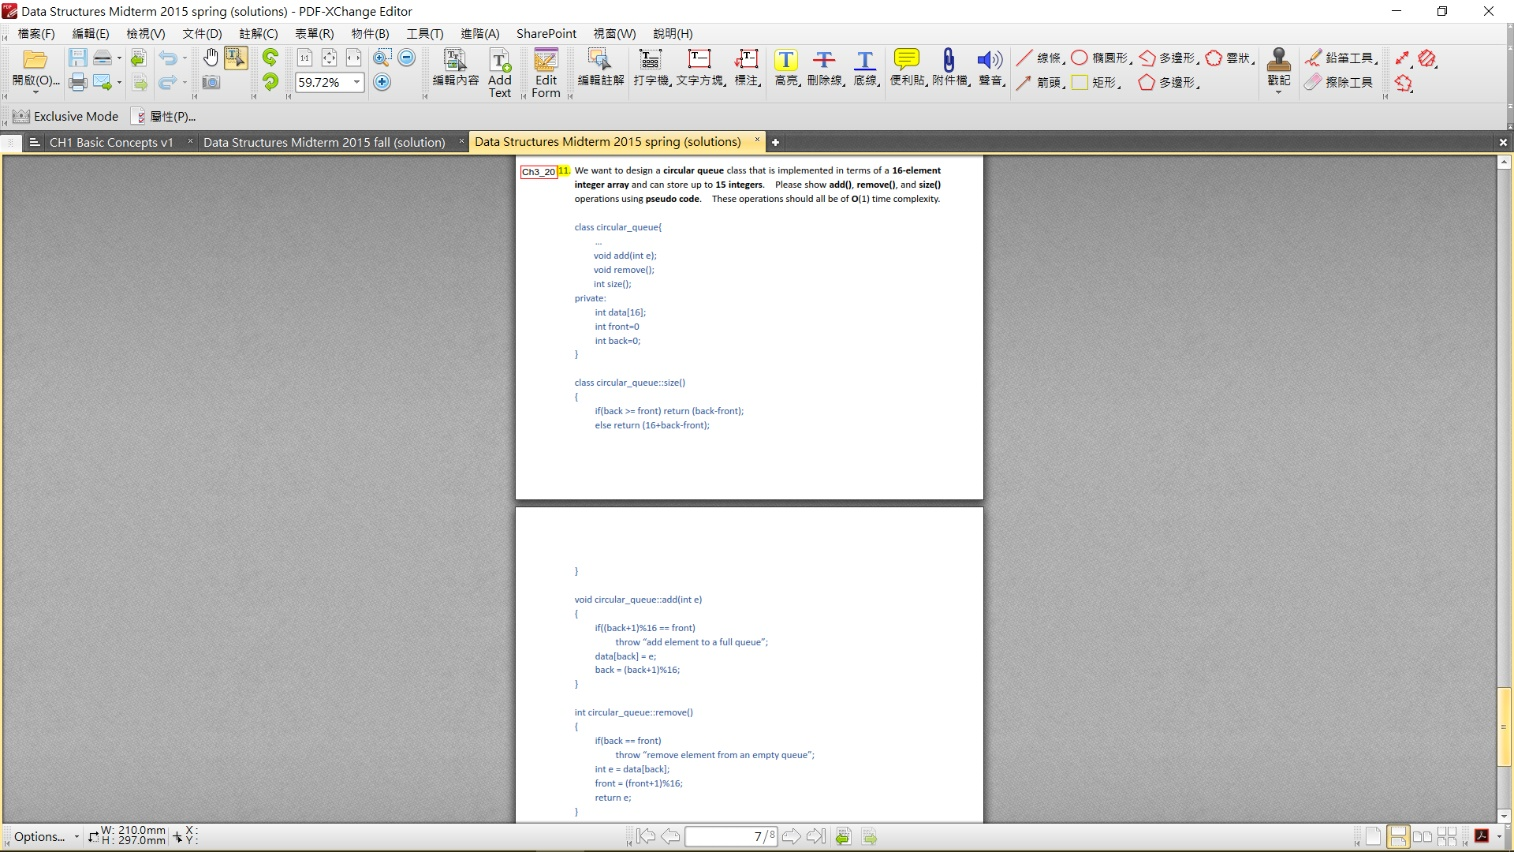 Data Structures Midterm 2015 spring (solutions) - PDF-XChange Editor
檔案(F) 編輯(E) 檢視(V) 文件(D) 註解(C) 表單(R) 物件(B) 工具(T) 進階(A) SharePoint 視窗(W) 說明(H)
開啟(O)...
59.72%
編輯內容
Add Text
Edit Form
編輯註解 打字機 文字方塊 標注 高亮 刪除線 底線 便利貼 附件檔 聲音
線條 橢圓形 多邊形 雲狀
箭頭 矩形 多邊形
戳記
鉛筆工具
擦除工具
Exclusive Mode 屬性(P)...
CH1 Basic Concepts v1 Data Structures Midterm 2015 fall (solution) Data Structures Midterm 2015 spring (solutions)
Ch3_20 11. We want to design a circular queue class that is implemented in terms of a 16-element
integer array and can store up to 15 integers. Please show add(), remove(), and size()
operations using pseudo code. These operations should all be of O(1) time complexity.
class circular_queue{
...
void add(int e);
void remove();
int size();
private:
int data[16];
int front=0
int back=0;
}
class circular_queue::size()
{
if(back >= front) return (back-front);
else return (16+back-front);
}
void circular_queue::add(int e)
{
if((back+1)%16 == front)
throw “add element to a full queue”;
data[back] = e;
back = (back+1)%16;
}
int circular_queue::remove()
{
if(back == front)
throw “remove element from an empty queue”;
int e = data[back];
front = (front+1)%16;
return e;
}
Options... W: 210.0mm X:
H: 297.0mm Y:
7/8